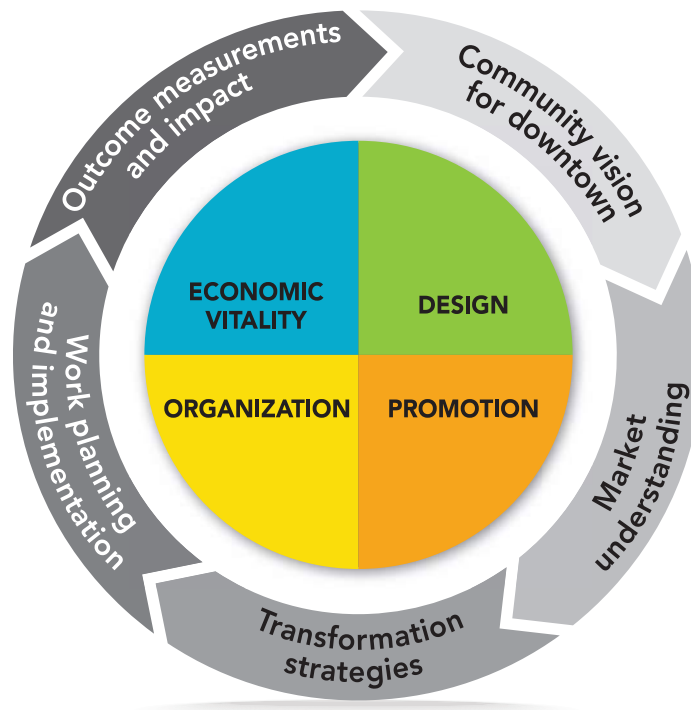 Outcome measurements
and impact
Community vision
for downtown
ECONOMIC
VITALITY
DESIGN
ORGANIZATION
PROMOTION
Work planning
and implementation
Market
understanding
Transformation
strategies